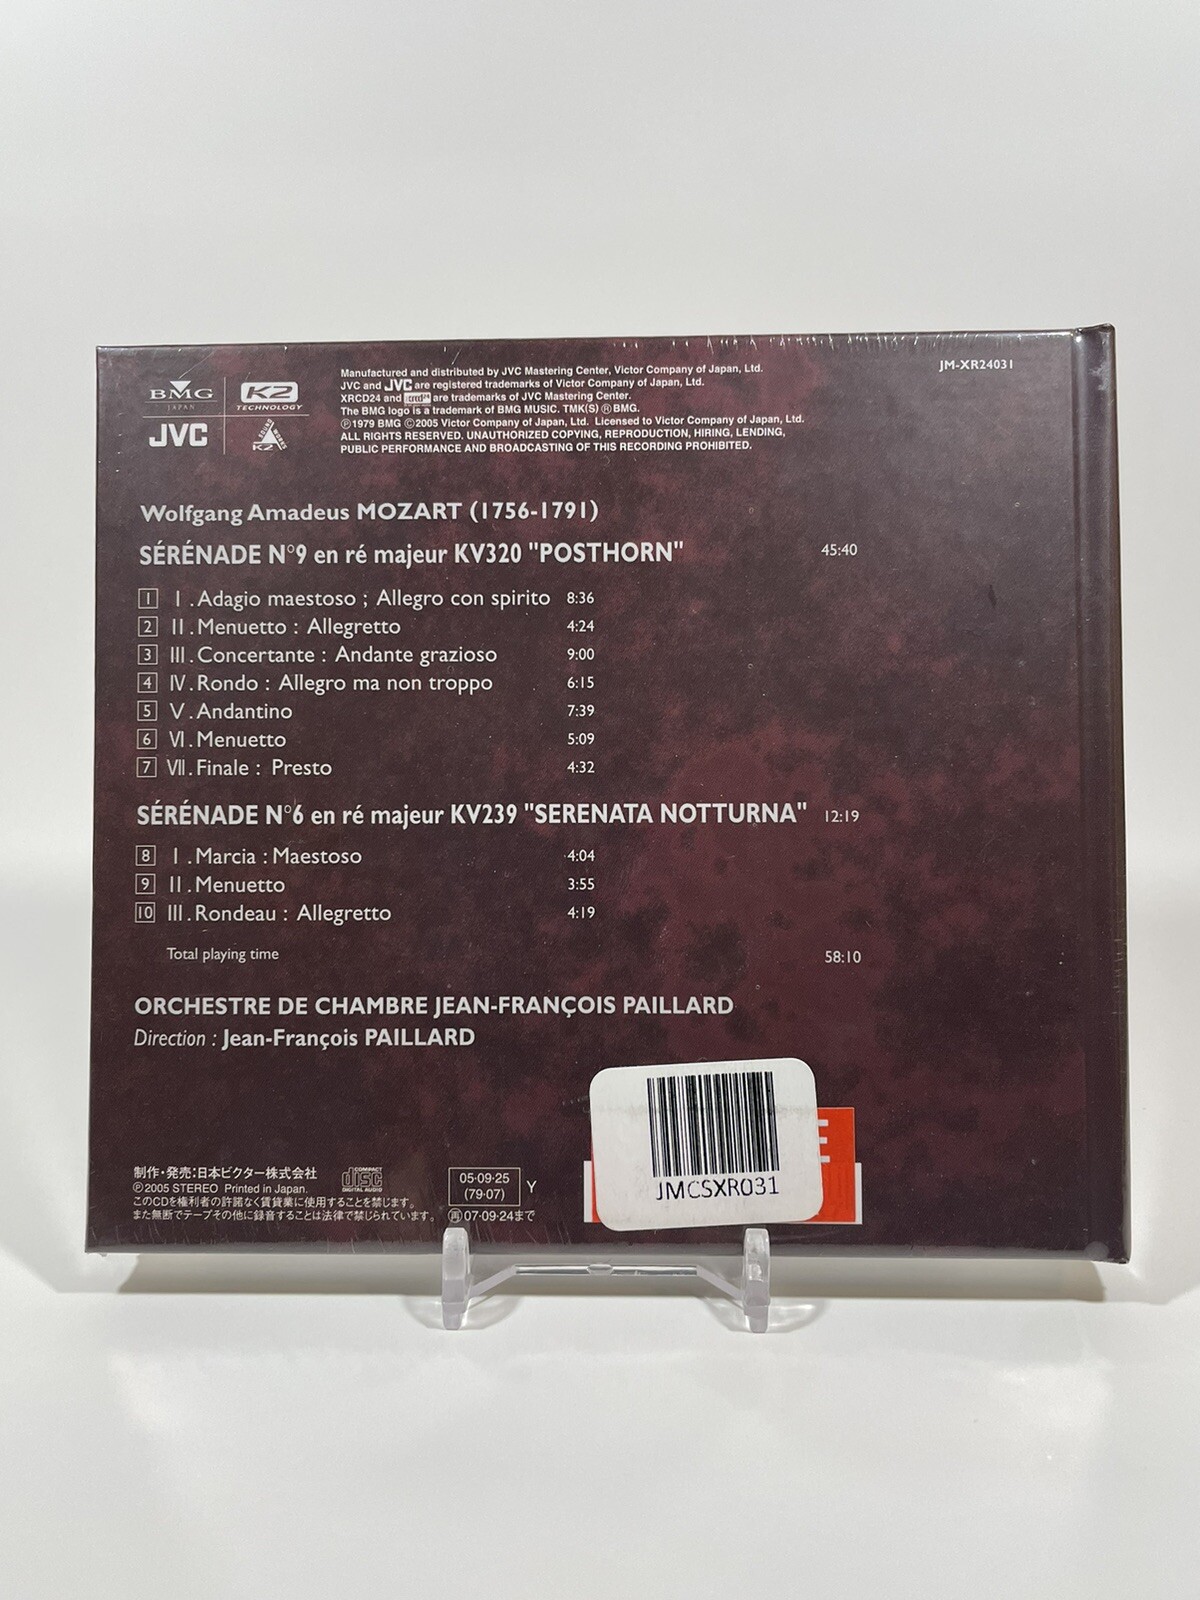 BMG
JAPAN
K2
TECHNOLOGY
JVC
K2
Manufactured and distributed by JVC Mastering Center, Victor Company of Japan, Ltd.
JVC and JVC are registered trademarks of Victor Company of Japan, Ltd.
XRCD24 and xrcd24 are trademarks of JVC Mastering Center.
The BMG logo is a trademark of BMG MUSIC. TMK(S) ® BMG.
Ⓟ1979 BMG ©2005 Victor Company of Japan, Ltd. Licensed to Victor Company of Japan, Ltd.
ALL RIGHTS RESERVED. UNAUTHORIZED COPYING, REPRODUCTION, HIRING, LENDING,
PUBLIC PERFORMANCE AND BROADCASTING OF THIS RECORDING PROHIBITED.
JM-XR24031
Wolfgang Amadeus MOZART (1756-1791)
SÉRÉNADE N°9 en ré majeur KV320 "POSTHORN" 45:40
1 I. Adagio maestoso ; Allegro con spirito 8:36
2 II. Menuetto : Allegretto 4:24
3 III. Concertante : Andante grazioso 9:00
4 IV. Rondo : Allegro ma non troppo 6:15
5 V. Andantino 7:39
6 VI. Menuetto 5:09
7 VII. Finale : Presto 4:32
SÉRÉNADE N°6 en ré majeur KV239 "SERENATA NOTTURNA" 12:19
8 I. Marcia : Maestoso 4:04
9 II. Menuetto 3:55
10 III. Rondeau : Allegretto 4:19
Total playing time 58:10
ORCHESTRE DE CHAMBRE JEAN-FRANÇOIS PAILLARD
Direction : Jean-François PAILLARD
制作・発売:日本ビクター株式会社
Ⓟ2005 STEREO Printed in Japan.
このCDを権利者の許諾なく賃貸業に使用することを禁じます。
また無断でテープその他に録音することは法律で禁じられています。
COMPACT
disc
DIGITAL AUDIO
05·09·25
(79·07)
Y
再07·09·24まで
E
JMCSXR031